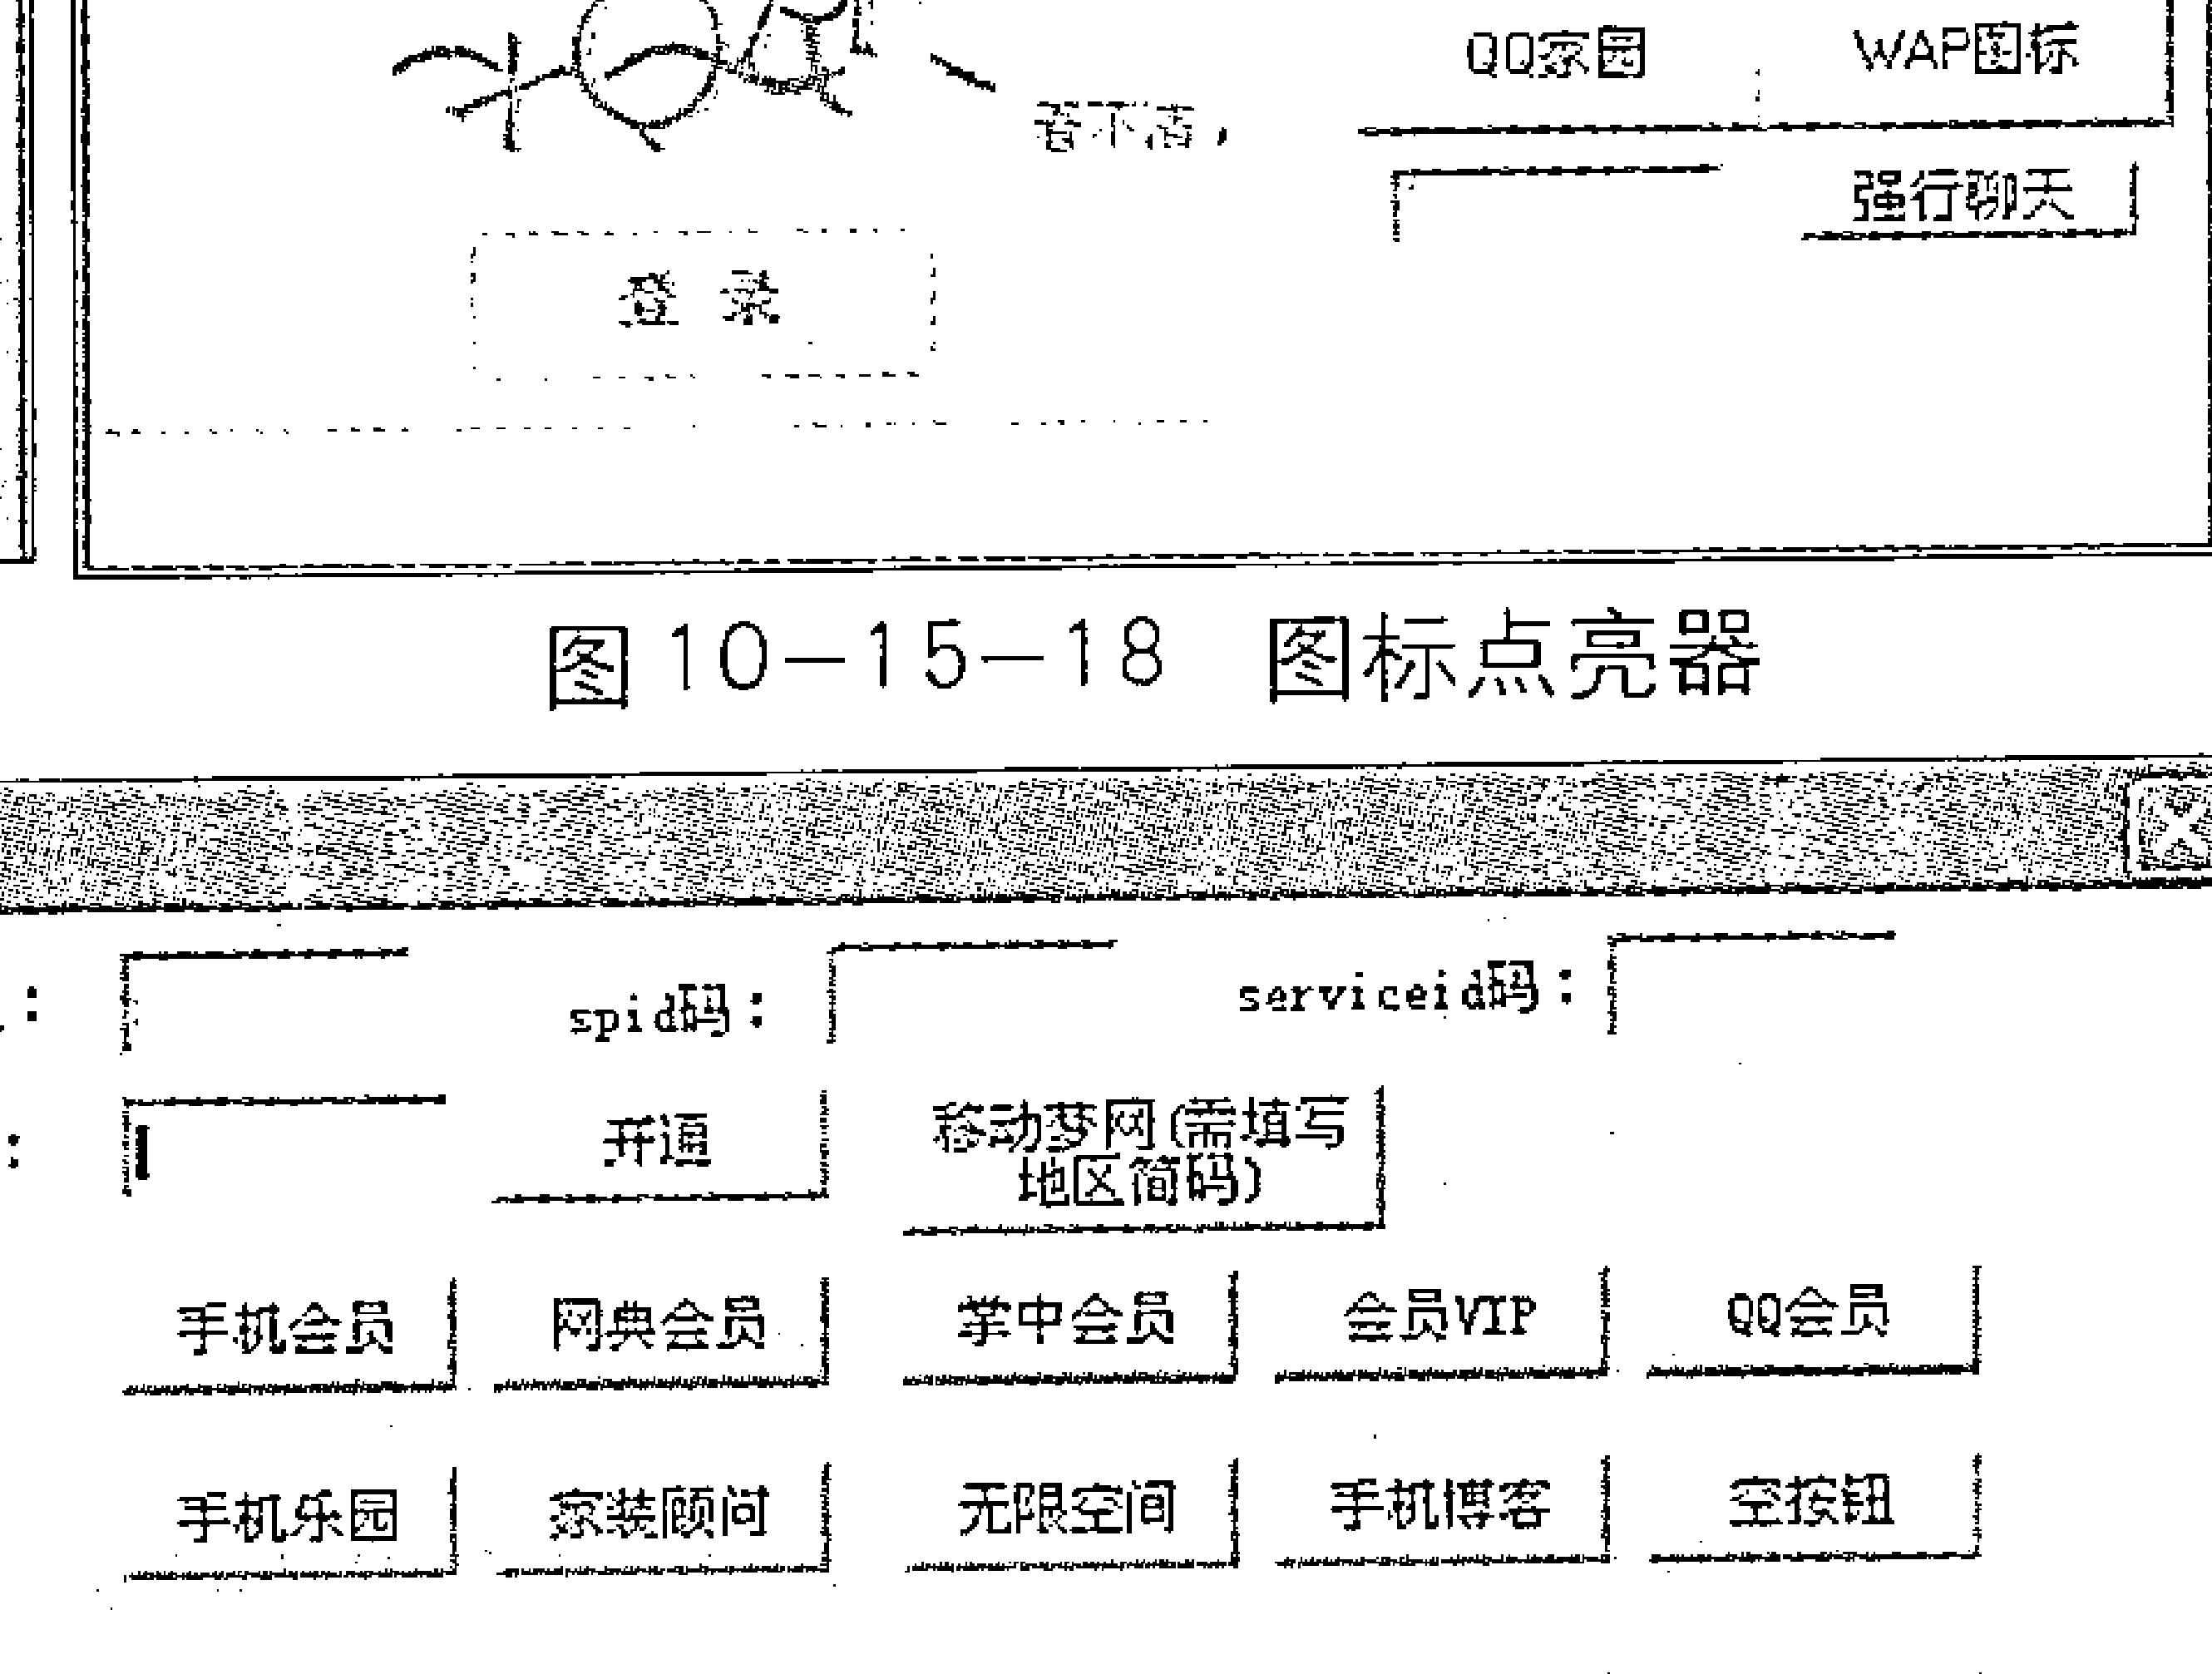 QQ家园 WAP图标
看不清,
强行聊天
登 录
图10-15-18 图标点亮器
: spid码: serviceid码:
: 开通 移动梦网(需填写
地区简码)
手机会员 网典会员 掌中会员 会员VIP QQ会员
手机乐园 家装顾问 无限空间 手机博客 空按钮